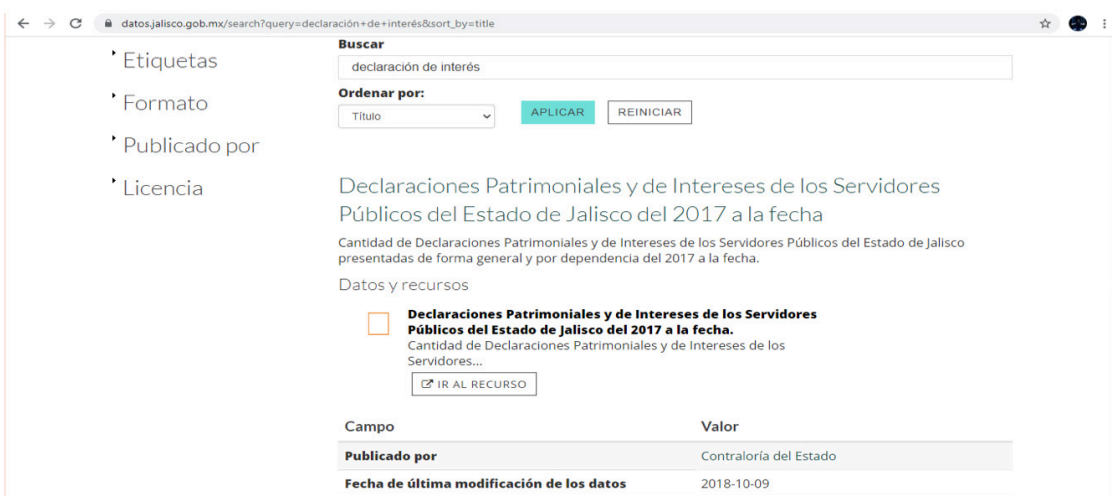 datos.jalisco.gob.mx/search?query=declaración+de+interés&sort_by=title
Etiquetas
Formato
Publicado por
Licencia
Buscar
declaración de interés
Ordenar por:
Título
APLICAR
REINICIAR
Declaraciones Patrimoniales y de Intereses de los Servidores
Públicos del Estado de Jalisco del 2017 a la fecha
Cantidad de Declaraciones Patrimoniales y de Intereses de los Servidores Públicos del Estado de Jalisco
presentadas de forma general y por dependencia del 2017 a la fecha.
Datos y recursos
Declaraciones Patrimoniales y de Intereses de los Servidores
Públicos del Estado de Jalisco del 2017 a la fecha.
Cantidad de Declaraciones Patrimoniales y de Intereses de los
Servidores...
IR AL RECURSO
Campo Valor
Publicado por Contraloría del Estado
Fecha de última modificación de los datos 2018-10-09